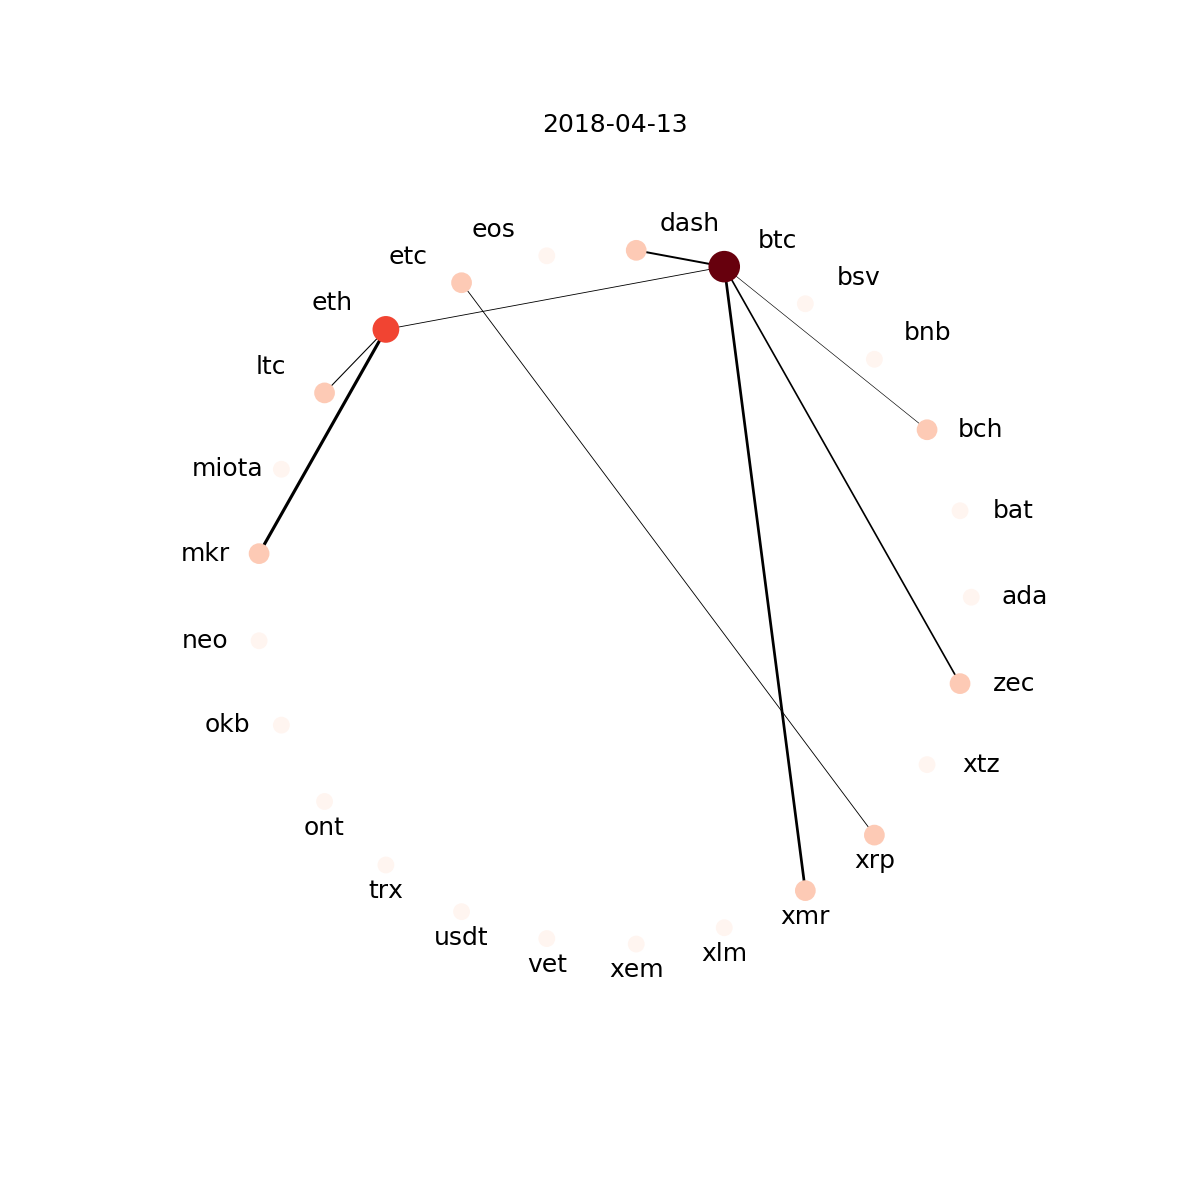 2018-04-13
dash
eos
btc
etc
bsv
eth
bnb
ltc
bch
miota
bat
mkr
ada
neo
zec
okb
xtz
ont
xrp
trx
xmr
usdt
xlm
vet
xem